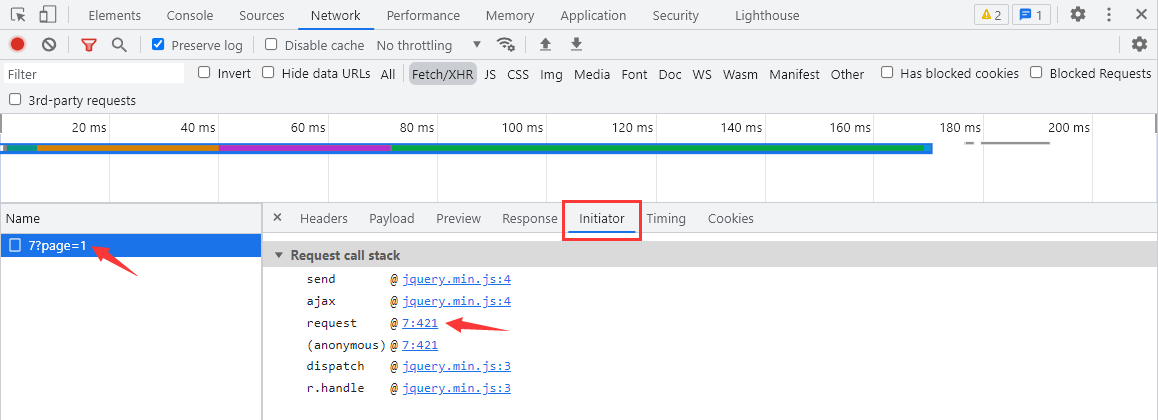 Elements Console Sources Network Performance Memory Application Security Lighthouse 2 1
Preserve log Disable cache No throttling
Filter Invert Hide data URLs All Fetch/XHR JS CSS Img Media Font Doc WS Wasm Manifest Other Has blocked cookies Blocked Requests
3rd-party requests
20 ms 40 ms 60 ms 80 ms 100 ms 120 ms 140 ms 160 ms 180 ms 200 ms
Name Headers Payload Preview Response Initiator Timing Cookies
7?page=1
Request call stack
send @ jquery.min.js:4
ajax @ jquery.min.js:4
request @ 7:421
(anonymous) @ 7:421
dispatch @ jquery.min.js:3
r.handle @ jquery.min.js:3